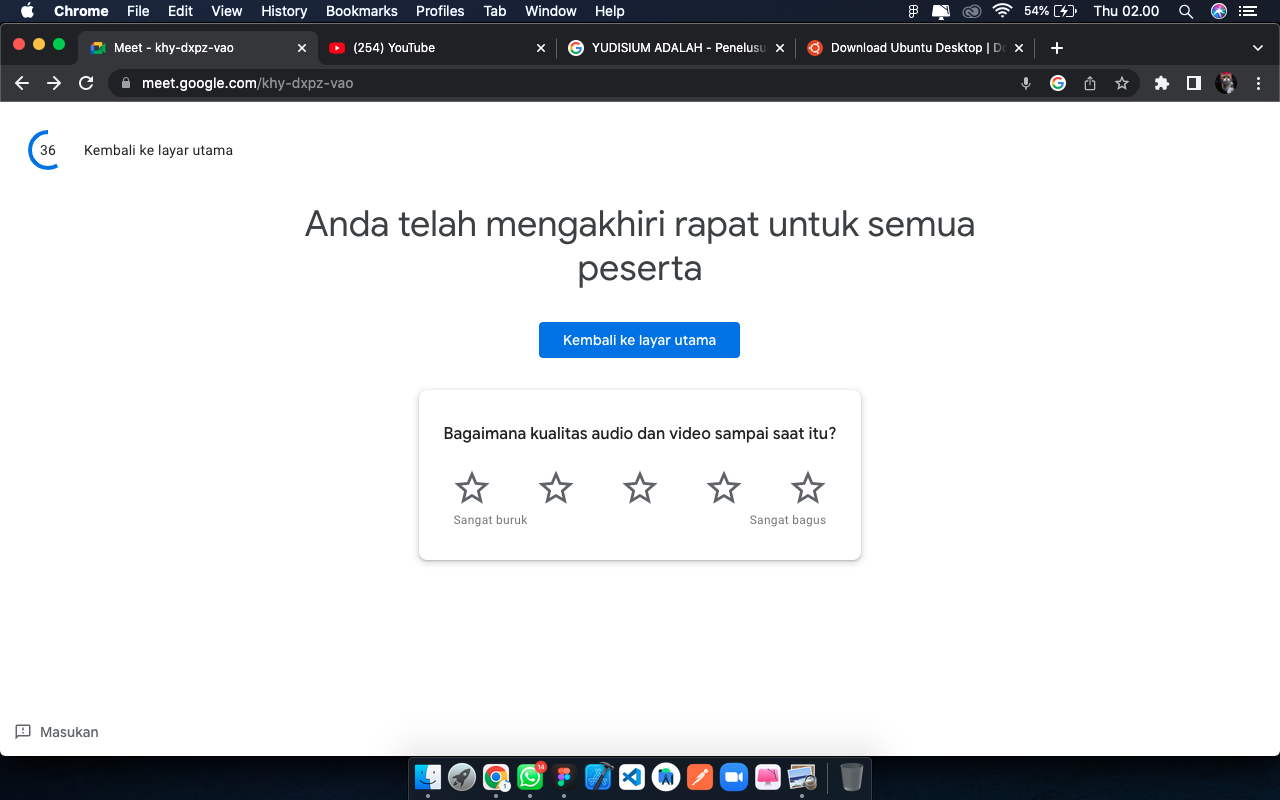 Chrome File Edit View History Bookmarks Profiles Tab Window Help 54% Thu 02.00
Meet - khy-dxpz-vao (254) YouTube YUDISIUM ADALAH - Penelusu Download Ubuntu Desktop | Do
meet.google.com/khy-dxpz-vao
36 Kembali ke layar utama
Anda telah mengakhiri rapat untuk semua
peserta
Kembali ke layar utama
Bagaimana kualitas audio dan video sampai saat itu?
Sangat buruk Sangat bagus
Masukan
14
1